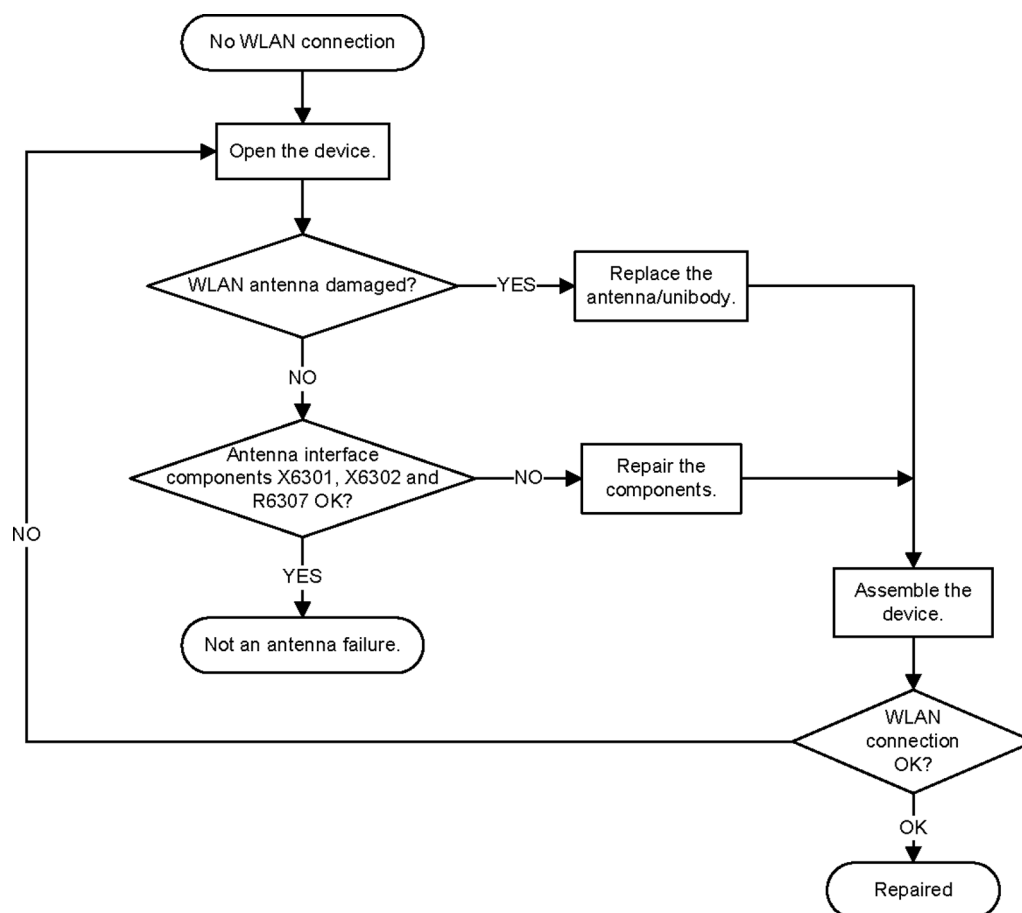 No WLAN connection
Open the device.
WLAN antenna damaged?
YES
Replace the
antenna/unibody.
NO
Antenna interface
components X6301, X6302 and
R6307 OK?
NO
Repair the
components.
NO
YES
Assemble the
device.
Not an antenna failure.
WLAN
connection
OK?
OK
Repaired